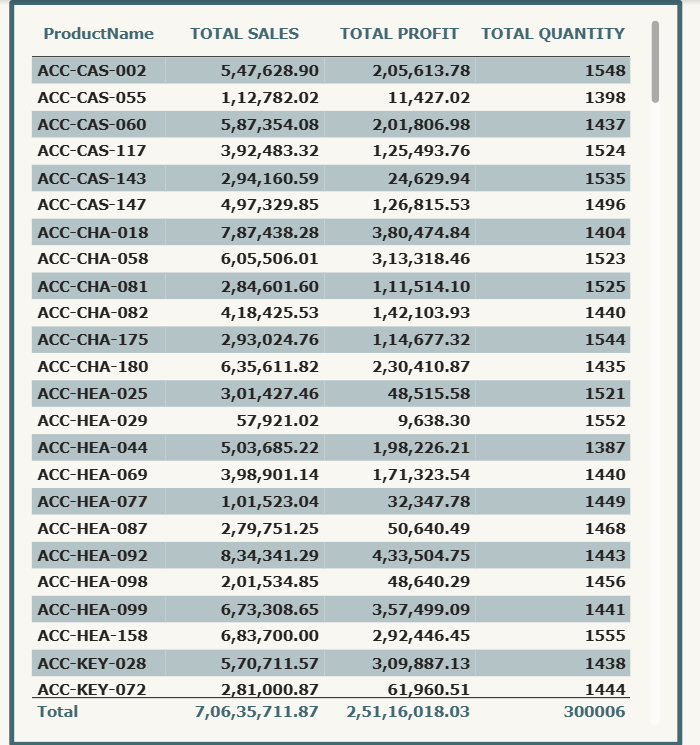 ProductName TOTAL SALES TOTAL PROFIT TOTAL QUANTITY
ACC-CAS-002 5,47,628.90 2,05,613.78 1548
ACC-CAS-055 1,12,782.02 11,427.02 1398
ACC-CAS-060 5,87,354.08 2,01,806.98 1437
ACC-CAS-117 3,92,483.32 1,25,493.76 1524
ACC-CAS-143 2,94,160.59 24,629.94 1535
ACC-CAS-147 4,97,329.85 1,26,815.53 1496
ACC-CHA-018 7,87,438.28 3,80,474.84 1404
ACC-CHA-058 6,05,506.01 3,13,318.46 1523
ACC-CHA-081 2,84,601.60 1,11,514.10 1525
ACC-CHA-082 4,18,425.53 1,42,103.93 1440
ACC-CHA-175 2,93,024.76 1,14,677.32 1544
ACC-CHA-180 6,35,611.82 2,30,410.87 1435
ACC-HEA-025 3,01,427.46 48,515.58 1521
ACC-HEA-029 57,921.02 9,638.30 1552
ACC-HEA-044 5,03,685.22 1,98,226.21 1387
ACC-HEA-069 3,98,901.14 1,71,323.54 1440
ACC-HEA-077 1,01,523.04 32,347.78 1449
ACC-HEA-087 2,79,751.25 50,640.49 1468
ACC-HEA-092 8,34,341.29 4,33,504.75 1443
ACC-HEA-098 2,01,534.85 48,640.29 1456
ACC-HEA-099 6,73,308.65 3,57,499.09 1441
ACC-HEA-158 6,83,700.00 2,92,446.45 1555
ACC-KEY-028 5,70,711.57 3,09,887.13 1438
ACC-KEY-072 2,81,000.87 61,960.51 1444
Total 7,06,35,711.87 2,51,16,018.03 300006